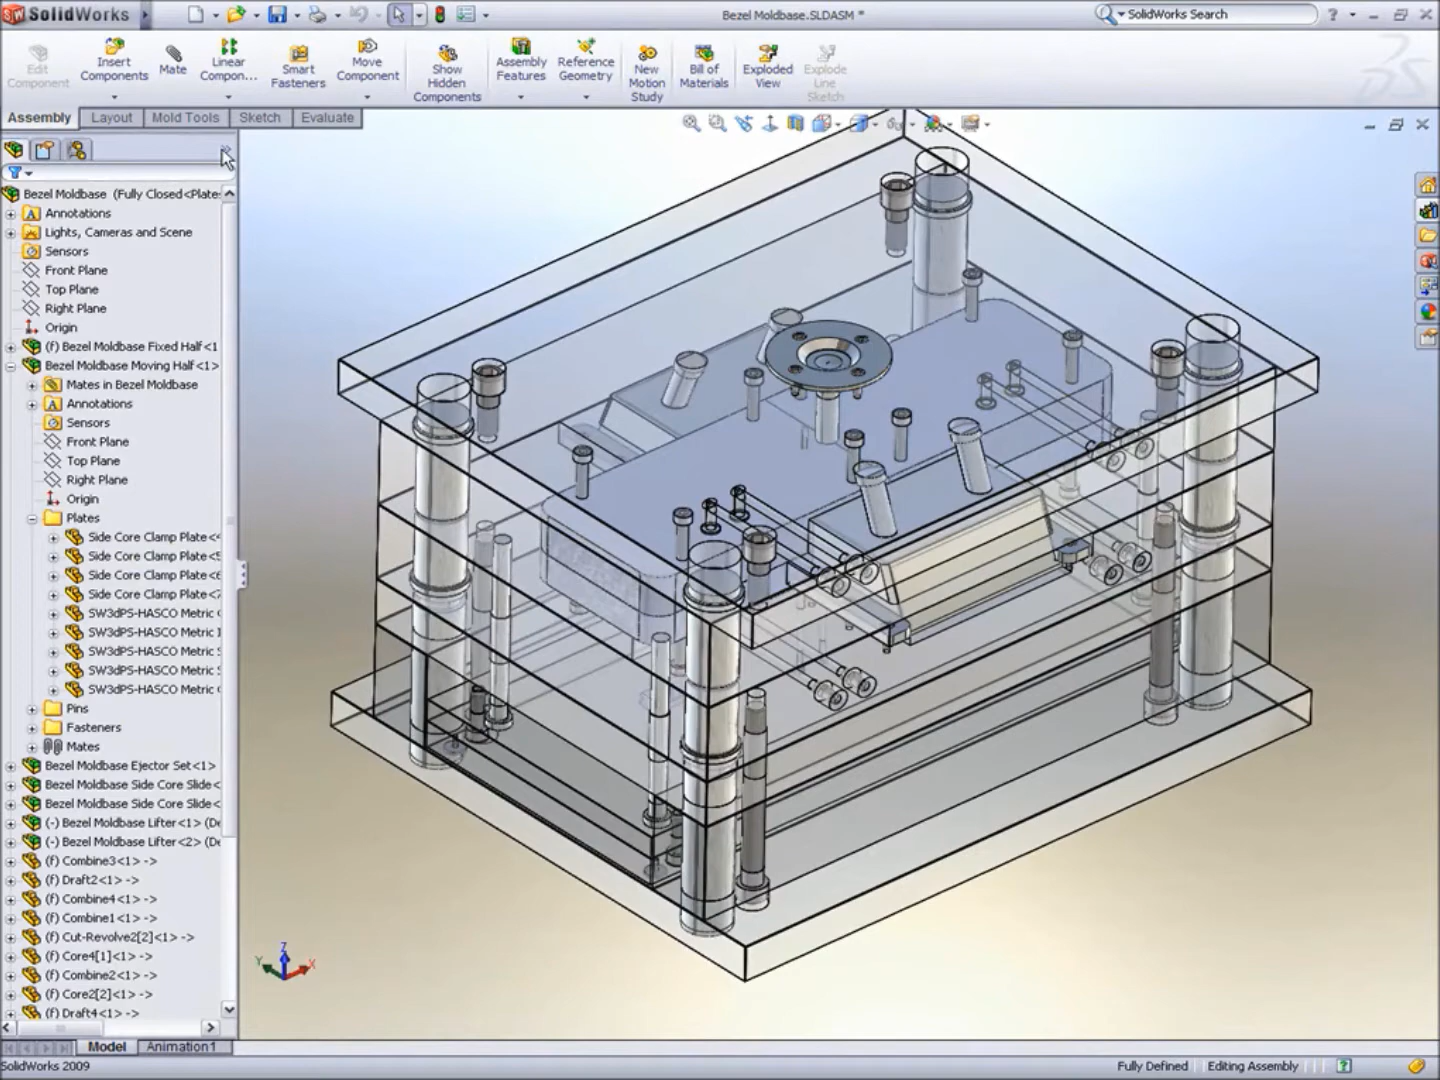 SolidWorks
Bezel Moldbase.SLDASM *
SolidWorks Search
Edit Component
Insert Components
Mate
Linear Compon...
Smart Fasteners
Move Component
Show Hidden Components
Assembly Features
Reference Geometry
New Motion Study
Bill of Materials
Exploded View
Explode Line Sketch
Assembly
Layout
Mold Tools
Sketch
Evaluate
Bezel Moldbase (Fully Closed<Plate
Annotations
Lights, Cameras and Scene
Sensors
Front Plane
Top Plane
Right Plane
Origin
(f) Bezel Moldbase Fixed Half<1
Bezel Moldbase Moving Half<1>
Mates in Bezel Moldbase
Annotations
Sensors
Front Plane
Top Plane
Right Plane
Origin
Plates
Side Core Clamp Plate<
Side Core Clamp Plate<
Side Core Clamp Plate<
Side Core Clamp Plate<
SW3dPS-HASCO Metric
SW3dPS-HASCO Metric
SW3dPS-HASCO Metric
SW3dPS-HASCO Metric
SW3dPS-HASCO Metric
Pins
Fasteners
Mates
Bezel Moldbase Ejector Set<1>
Bezel Moldbase Side Core Slide<
Bezel Moldbase Side Core Slide<
(-) Bezel Moldbase Lifter<1> (De
(-) Bezel Moldbase Lifter<2> (De
(f) Combine3<1> ->
(f) Draft2<1> ->
(f) Combine4<1> ->
(f) Combine1<1> ->
(f) Cut-Revolve2[2]<1> ->
(f) Core4[1]<1> ->
(f) Combine2<1> ->
(f) Core2[2]<1> ->
(f) Draft4<1> ->
Z
Y
X
Model
Animation1
SolidWorks 2009
Fully Defined
Editing Assembly